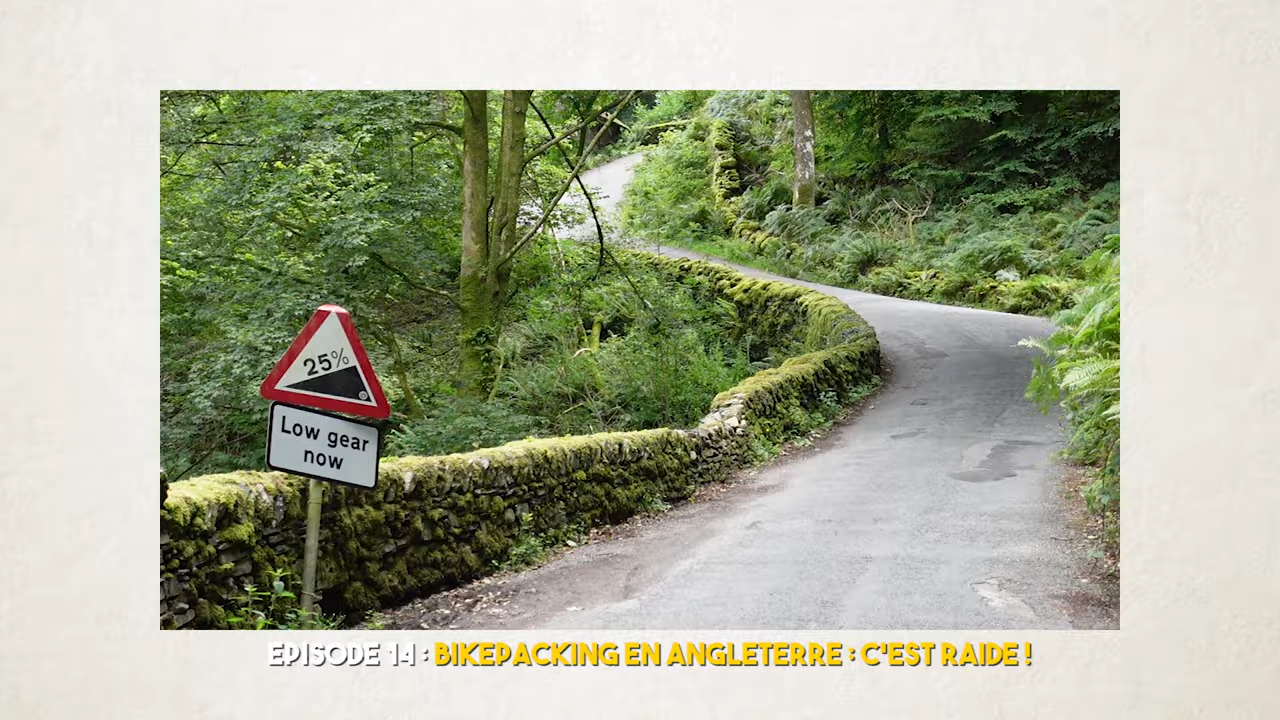 25%
Low gear
now
EPISODE 14 : BIKEPACKING EN ANGLETERRE : C'EST RAIDE !